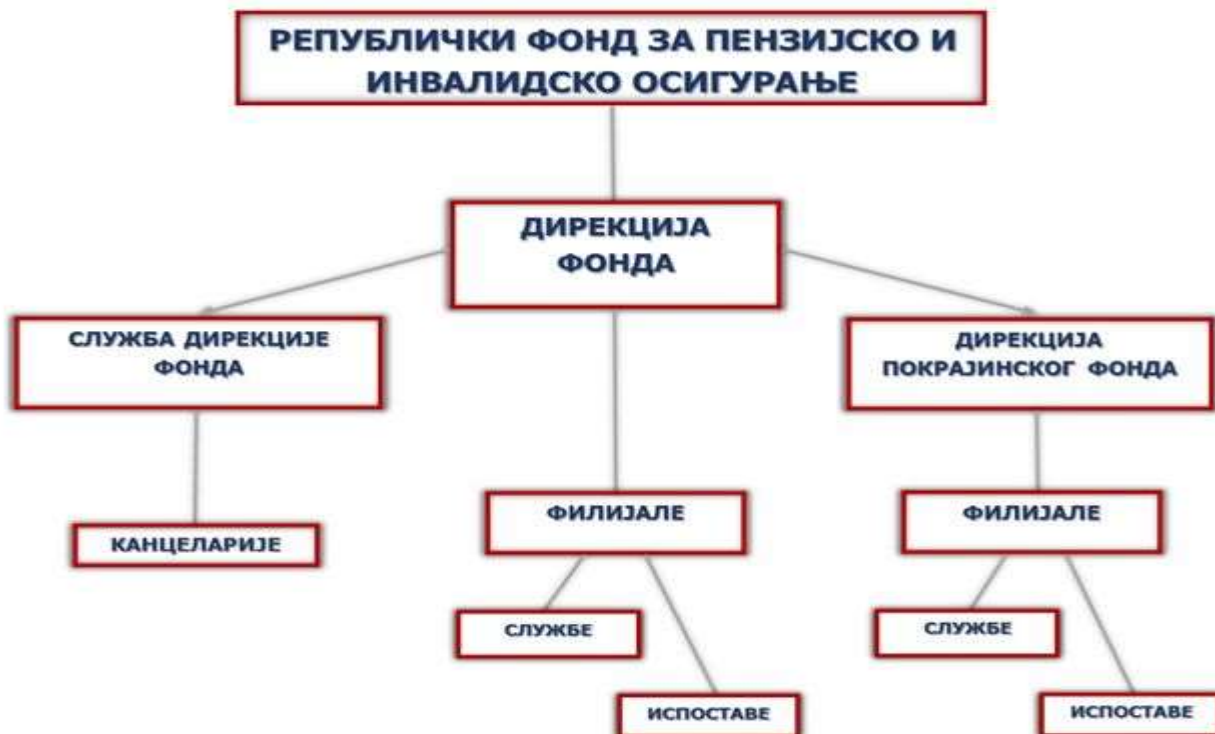 РЕПУБЛИЧКИ ФОНД ЗА ПЕНЗИЈСКО И
ИНВАЛИДСКО ОСИГУРАЊЕ
ДИРЕКЦИЈА
ФОНДА
СЛУЖБА ДИРЕКЦИЈЕ
ФОНДА
ДИРЕКЦИЈА
ПОКРАЈИНСКОГ ФОНДА
КАНЦЕЛАРИЈЕ
ФИЛИЈАЛЕ
ФИЛИЈАЛЕ
СЛУЖБЕ
СЛУЖБЕ
ИСПОСТАВЕ
ИСПОСТАВЕ